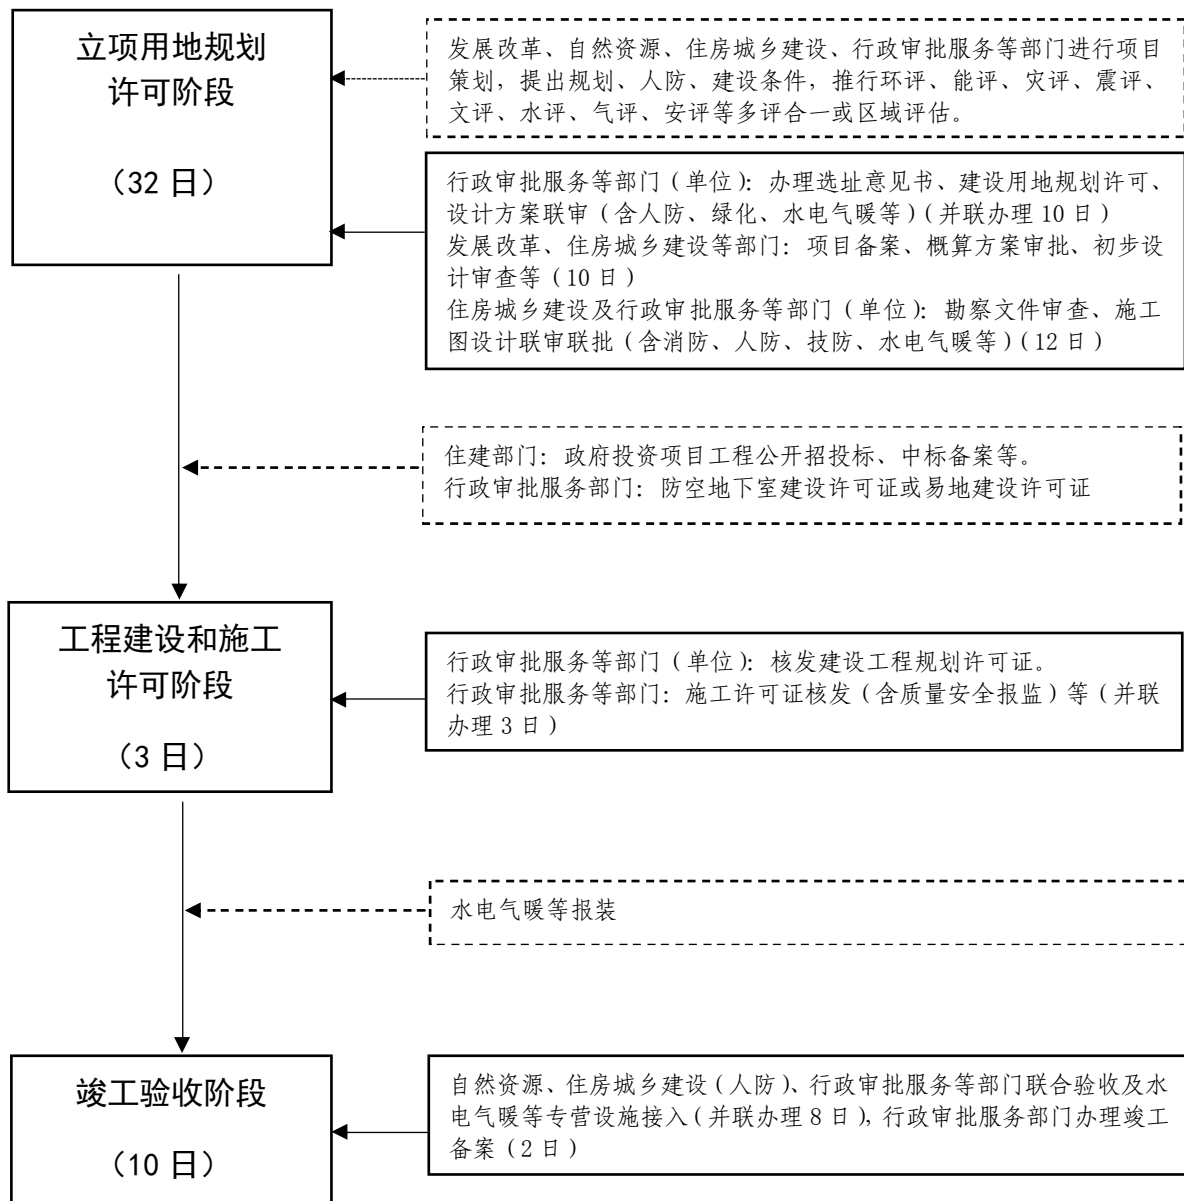 立项用地规划
许可阶段
（32 日）
发展改革、自然资源、住房城乡建设、行政审批服务等部门进行项目
策划，提出规划、人防、建设条件，推行环评、能评、灾评、震评、
文评、水评、气评、安评等多评合一或区域评估。
行政审批服务等部门（单位）：办理选址意见书、建设用地规划许可、
设计方案联审（含人防、绿化、水电气暖等）（并联办理 10 日）
发展改革、住房城乡建设等部门：项目备案、概算方案审批、初步设
计审查等（10 日）
住房城乡建设及行政审批服务等部门（单位）：勘察文件审查、施工
图设计联审联批（含消防、人防、技防、水电气暖等）（12 日）
住建部门：政府投资项目工程公开招投标、中标备案等。
行政审批服务部门：防空地下室建设许可证或易地建设许可证
工程建设和施工
许可阶段
（3 日）
行政审批服务等部门（单位）：核发建设工程规划许可证。
行政审批服务等部门：施工许可证核发（含质量安全报监）等（并联
办理 3 日）
水电气暖等报装
竣工验收阶段
（10 日）
自然资源、住房城乡建设（人防）、行政审批服务等部门联合验收及水
电气暖等专营设施接入（并联办理 8 日），行政审批服务部门办理竣工
备案（2 日）